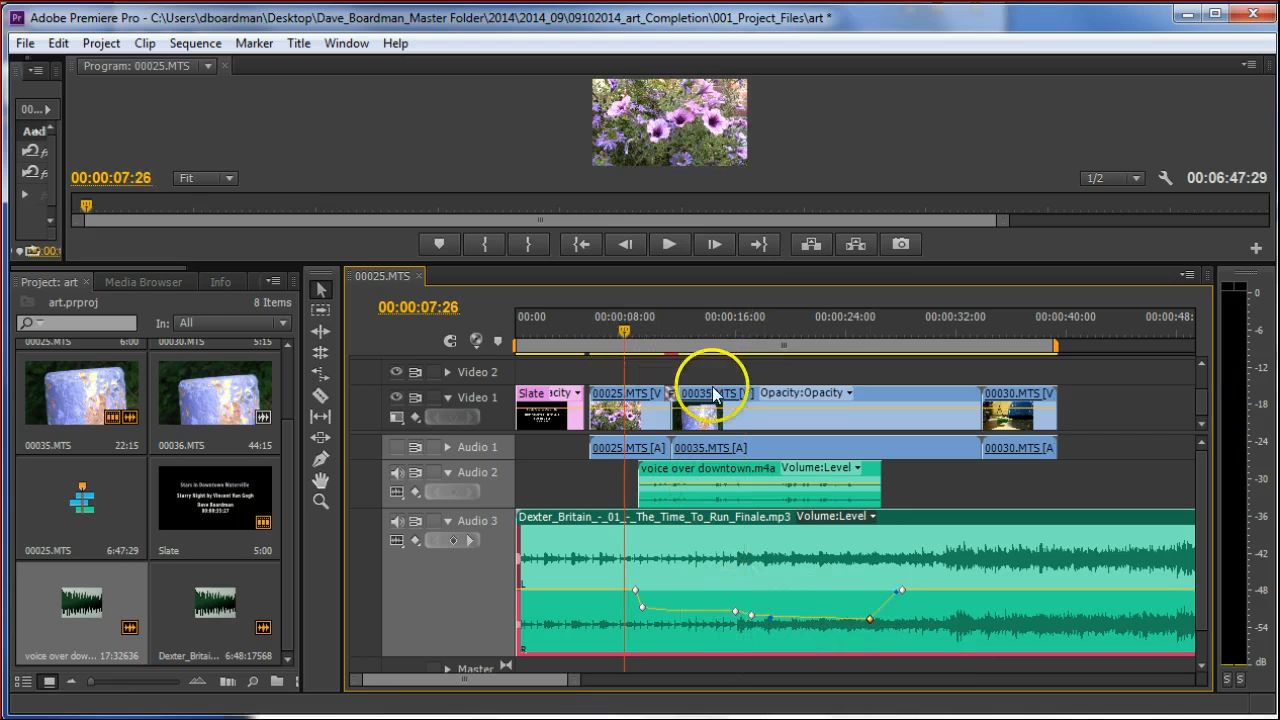 Adobe Premiere Pro - C:\Users\dboardman\Desktop\Dave_Boardman_Master Folder\2014\2014_09\09102014_art_Completion\001_Project_Files\art *
File Edit Project Clip Sequence Marker Title Window Help
Program: 00025.MTS
00...
00:00:07:26 Fit 1/2 00:06:47:29
Project: art Media Browser Info
art.prproj 8 Items
In: All
00025.MTS 6:00 00030.MTS 5:15
00035.MTS 22:15 00036.MTS 44:15
Stars in Downtown Waterville
Starry Night by Vincent Van Gogh
Dave Boardman
00025.MTS 6:47:29 Slate 5:00
voice over dow... 17:32636 Dexter_Britai... 6:48:17568
00025.MTS
00:00:07:26
00:00 00:00:08:00 00:00:16:00 00:00:24:00 00:00:32:00 00:00:40:00 00:00:48:
Video 2
Video 1 Slate acity 00025.MTS [V 00035.MTS [V] Opacity:Opacity 00030.MTS [V
Audio 1 00025.MTS [A] 00035.MTS [A] 00030.MTS [A
Audio 2 voice over downtown.m4a Volume:Level
Audio 3 Dexter_Britain_-_01_-_The_Time_To_Run_Finale.mp3 Volume:Level
L
R
Master
0
-6
-12
-18
-24
-30
-36
-42
-48
-54
dB
S S